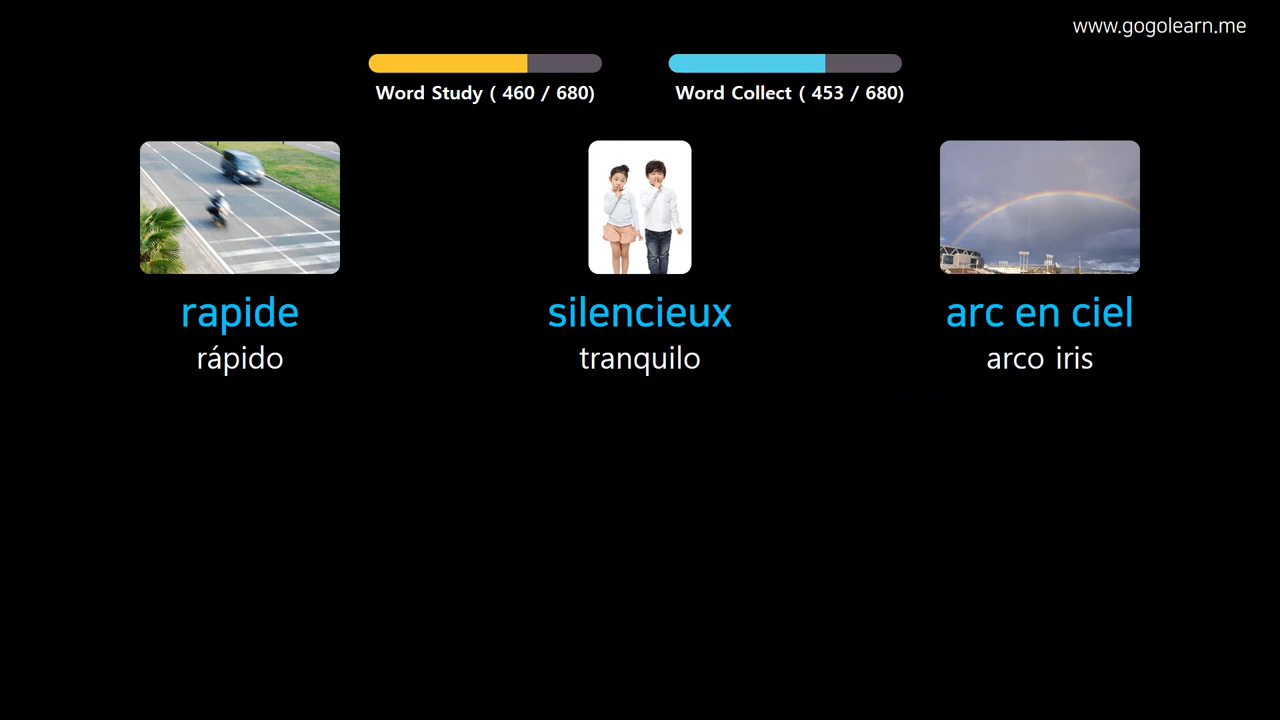 www.gogolearn.me
Word Study ( 460 / 680)
Word Collect ( 453 / 680)
rapide
rápido
silencieux
tranquilo
arc en ciel
arco iris